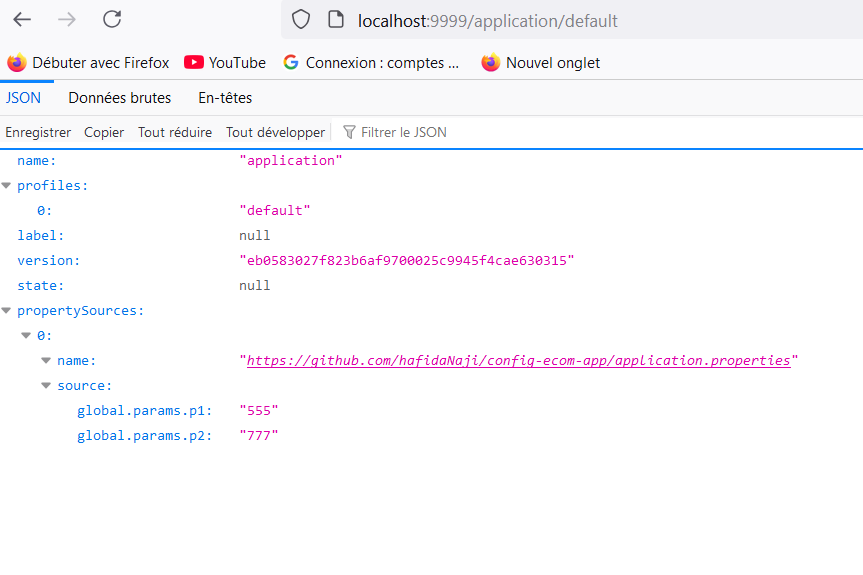 localhost:9999/application/default
Débuter avec Firefox YouTube Connexion : comptes ... Nouvel onglet
JSON Données brutes En-têtes
Enregistrer Copier Tout réduire Tout développer Filtrer le JSON
name: "application"
profiles:
0: "default"
label: null
version: "eb0583027f823b6af9700025c9945f4cae630315"
state: null
propertySources:
0:
name: "https://github.com/hafidaNaji/config-ecom-app/application.properties"
source:
global.params.p1: "555"
global.params.p2: "777"